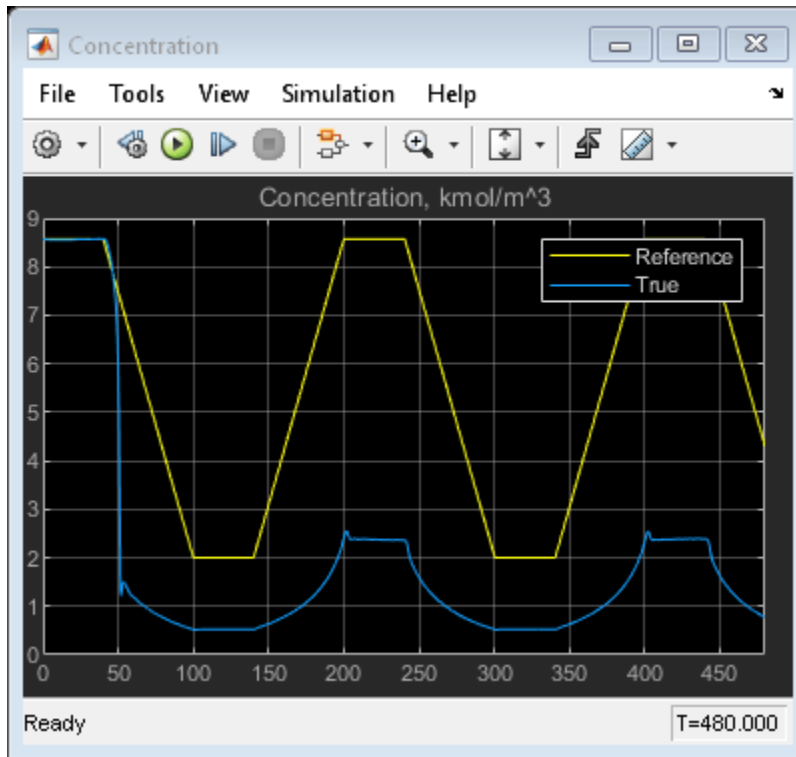 Concentration
File Tools View Simulation Help
Concentration, kmol/m^3
Reference
True
9
8
7
6
5
4
3
2
1
0
0 50 100 150 200 250 300 350 400 450
Ready T=480.000